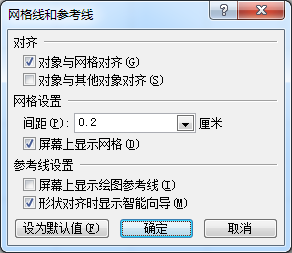 网格线和参考线
对齐
对象与网格对齐(G)
对象与其他对象对齐(S)
网格设置
间距(P): 0.2 厘米
屏幕上显示网格(D)
参考线设置
屏幕上显示绘图参考线(I)
形状对齐时显示智能向导(M)
设为默认值(F) 确定 取消